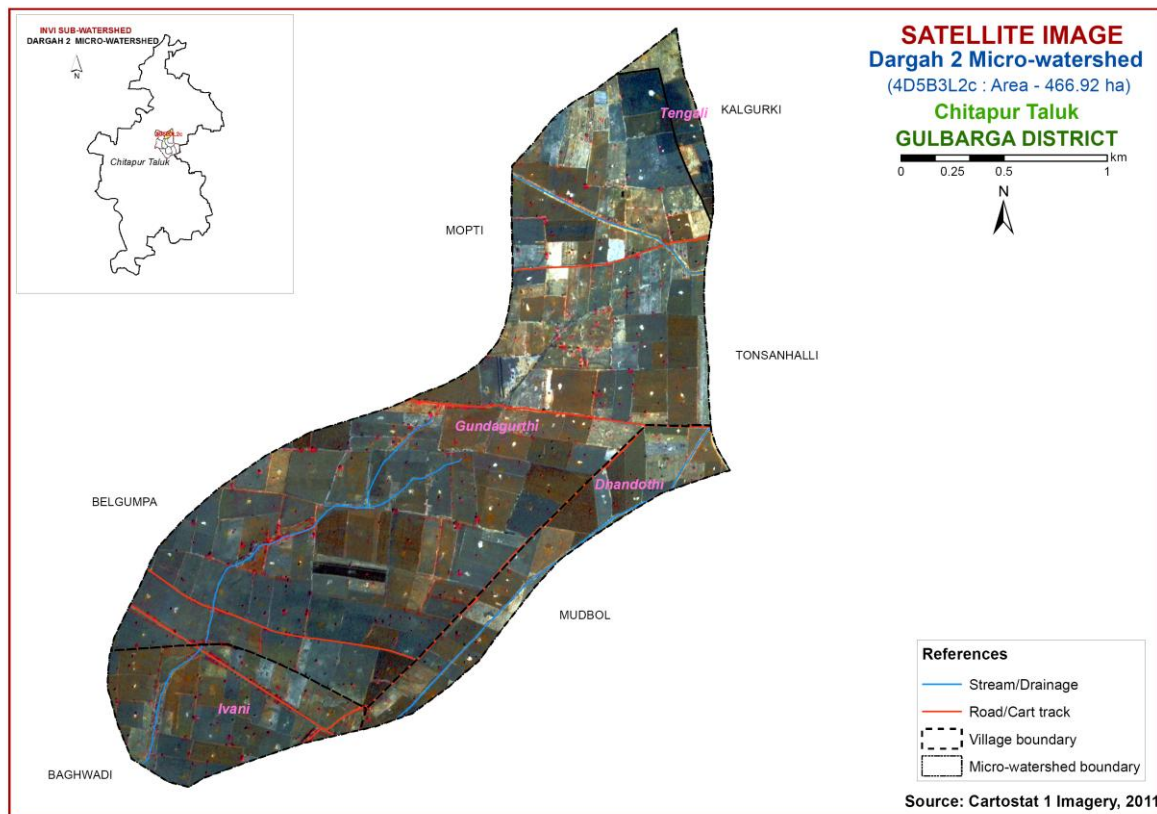 INVI SUB-WATERSHED
DARGAH 2 MICRO-WATERSHED
N
Chitapur Taluk
SATELLITE IMAGE
Dargah 2 Micro-watershed
(4D5B3L2c : Area - 466.92 ha)
Chitapur Taluk
GULBARGA DISTRICT
km
0 0.25 0.5 1
N
Tengali
KALGURKI
MOPTI
TONSANHALLI
Gundagurthi
Dhandothi
BELGUMPA
MUDBOL
Ivani
BAGHWADI
References
Stream/Drainage
Road/Cart track
Village boundary
Micro-watershed boundary
Source: Cartostat 1 Imagery, 2011